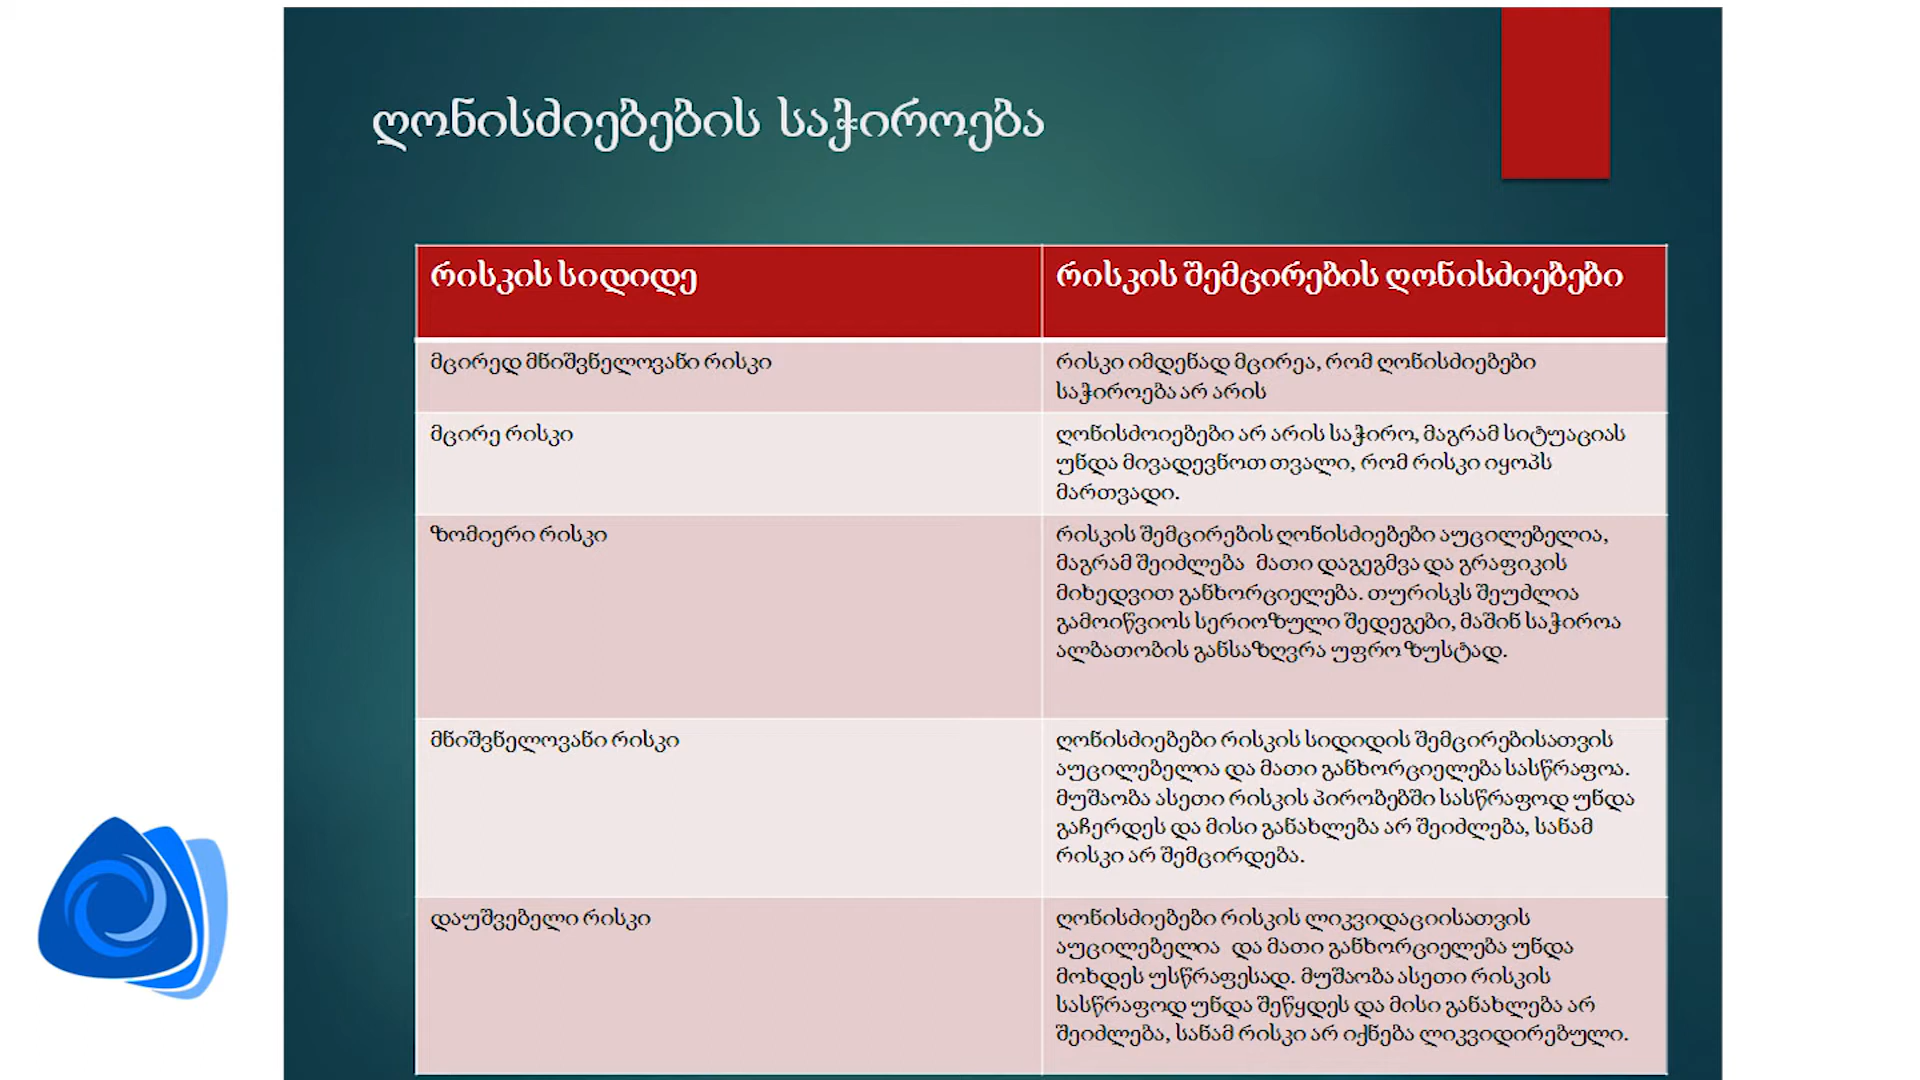 ღონისძიებების საჭიროება
რისკის სიდიდე
რისკის შემცირების ღონისძიებები
მცირედ მნიშვნელოვანი რისკი
რისკი იმდენად მცირეა, რომ ღონისძიებები
საჭიროება არ არის
მცირე რისკი
ღონისძოიებები არ არის საჭირო, მაგრამ სიტუაციას
უნდა მივადევნოთ თვალი, რომ რისკი იყოპს
მართვადი.
ზომიერი რისკი
რისკის შემცირების ღონისძიებები აუცილებელია,
მაგრამ შეიძლება მათი დაგეგმვა და გრაფიკის
მიხედვით განხორციელება. თურისკს შეუძლია
გამოიწვიოს სერიოზული შედეგები, მაშინ საჭიროა
ალბათობის განსაზღვრა უფრო ზუსტად.
მნიშვნელოვანი რისკი
ღონისძიებები რისკის სიდიდის შემცირებისათვის
აუცილებელია და მათი განხორციელება სასწრაფოა.
მუშაობა ასეთი რისკის პირობებში სასწრაფოდ უნდა
გაჩერდეს და მისი განახლება არ შეიძლება, სანამ
რისკი არ შემცირდება.
დაუშვებელი რისკი
ღონისძიებები რისკის ლიკვიდაციისათვის
აუცილებელია და მათი განხორციელება უნდა
მოხდეს უსწრაფესად. მუშაობა ასეთი რისკის
სასწრაფოდ უნდა შეწყდეს და მისი განახლება არ
შეიძლება, სანამ რისკი არ იქნება ლიკვიდირებული.